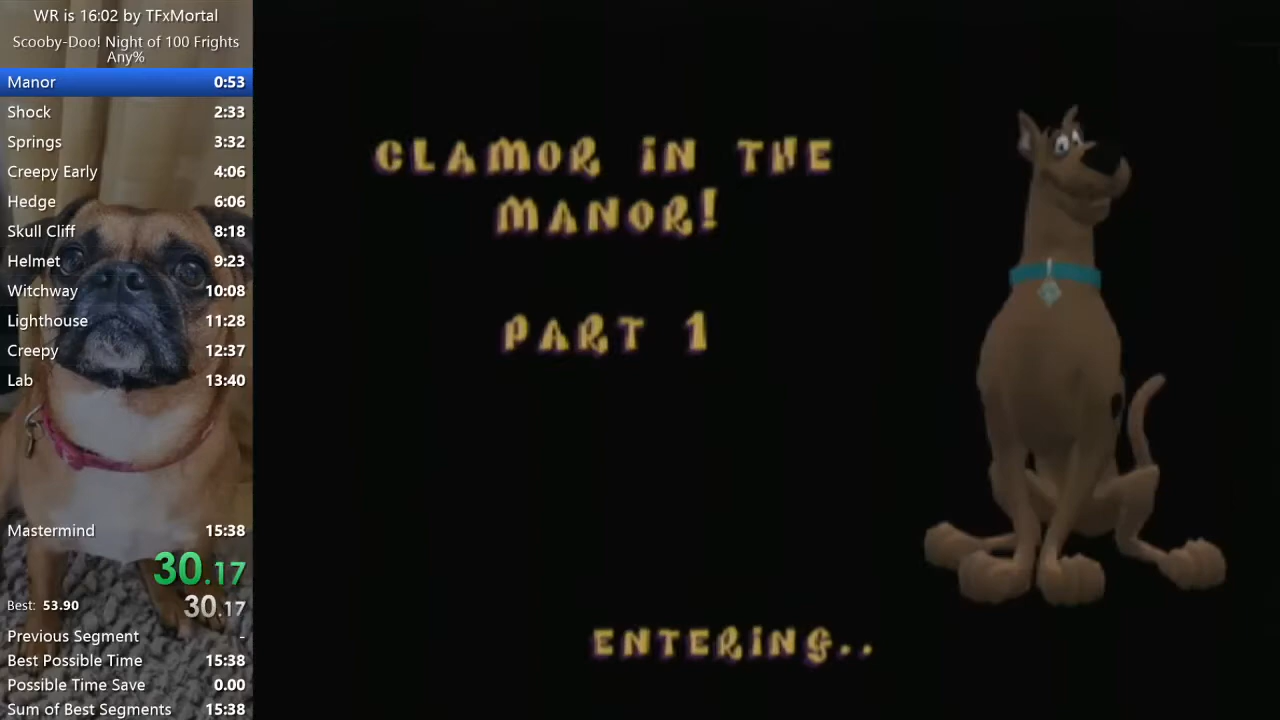 WR is 16:02 by TFxMortal
Scooby-Doo! Night of 100 Frights
Any%
Manor 0:53
Shock 2:33
Springs 3:32
Creepy Early 4:06
Hedge 6:06
Skull Cliff 8:18
Helmet 9:23
Witchway 10:08
Lighthouse 11:28
Creepy 12:37
Lab 13:40
Mastermind 15:38
30.17
Best: 53.90 30.17
Previous Segment -
Best Possible Time 15:38
Possible Time Save 0.00
Sum of Best Segments 15:38
CLAMOR IN THE
MANOR!
PART 1
ENTERING..